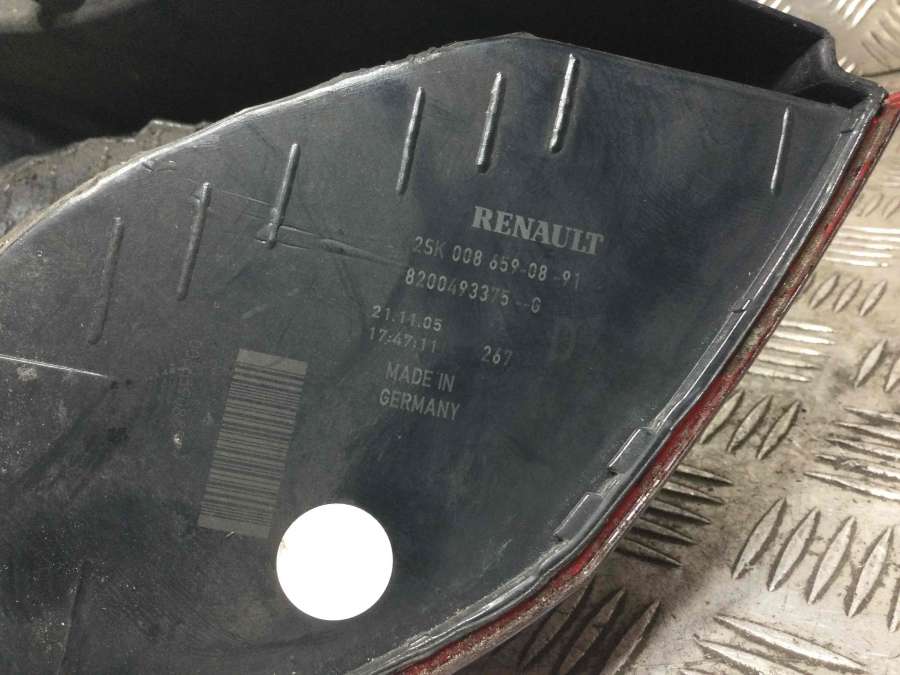 RENAULT
2SK 008 659-08 -91
8200493375--G
21.11.05
17:47:11 267 D
MADE IN
GERMANY